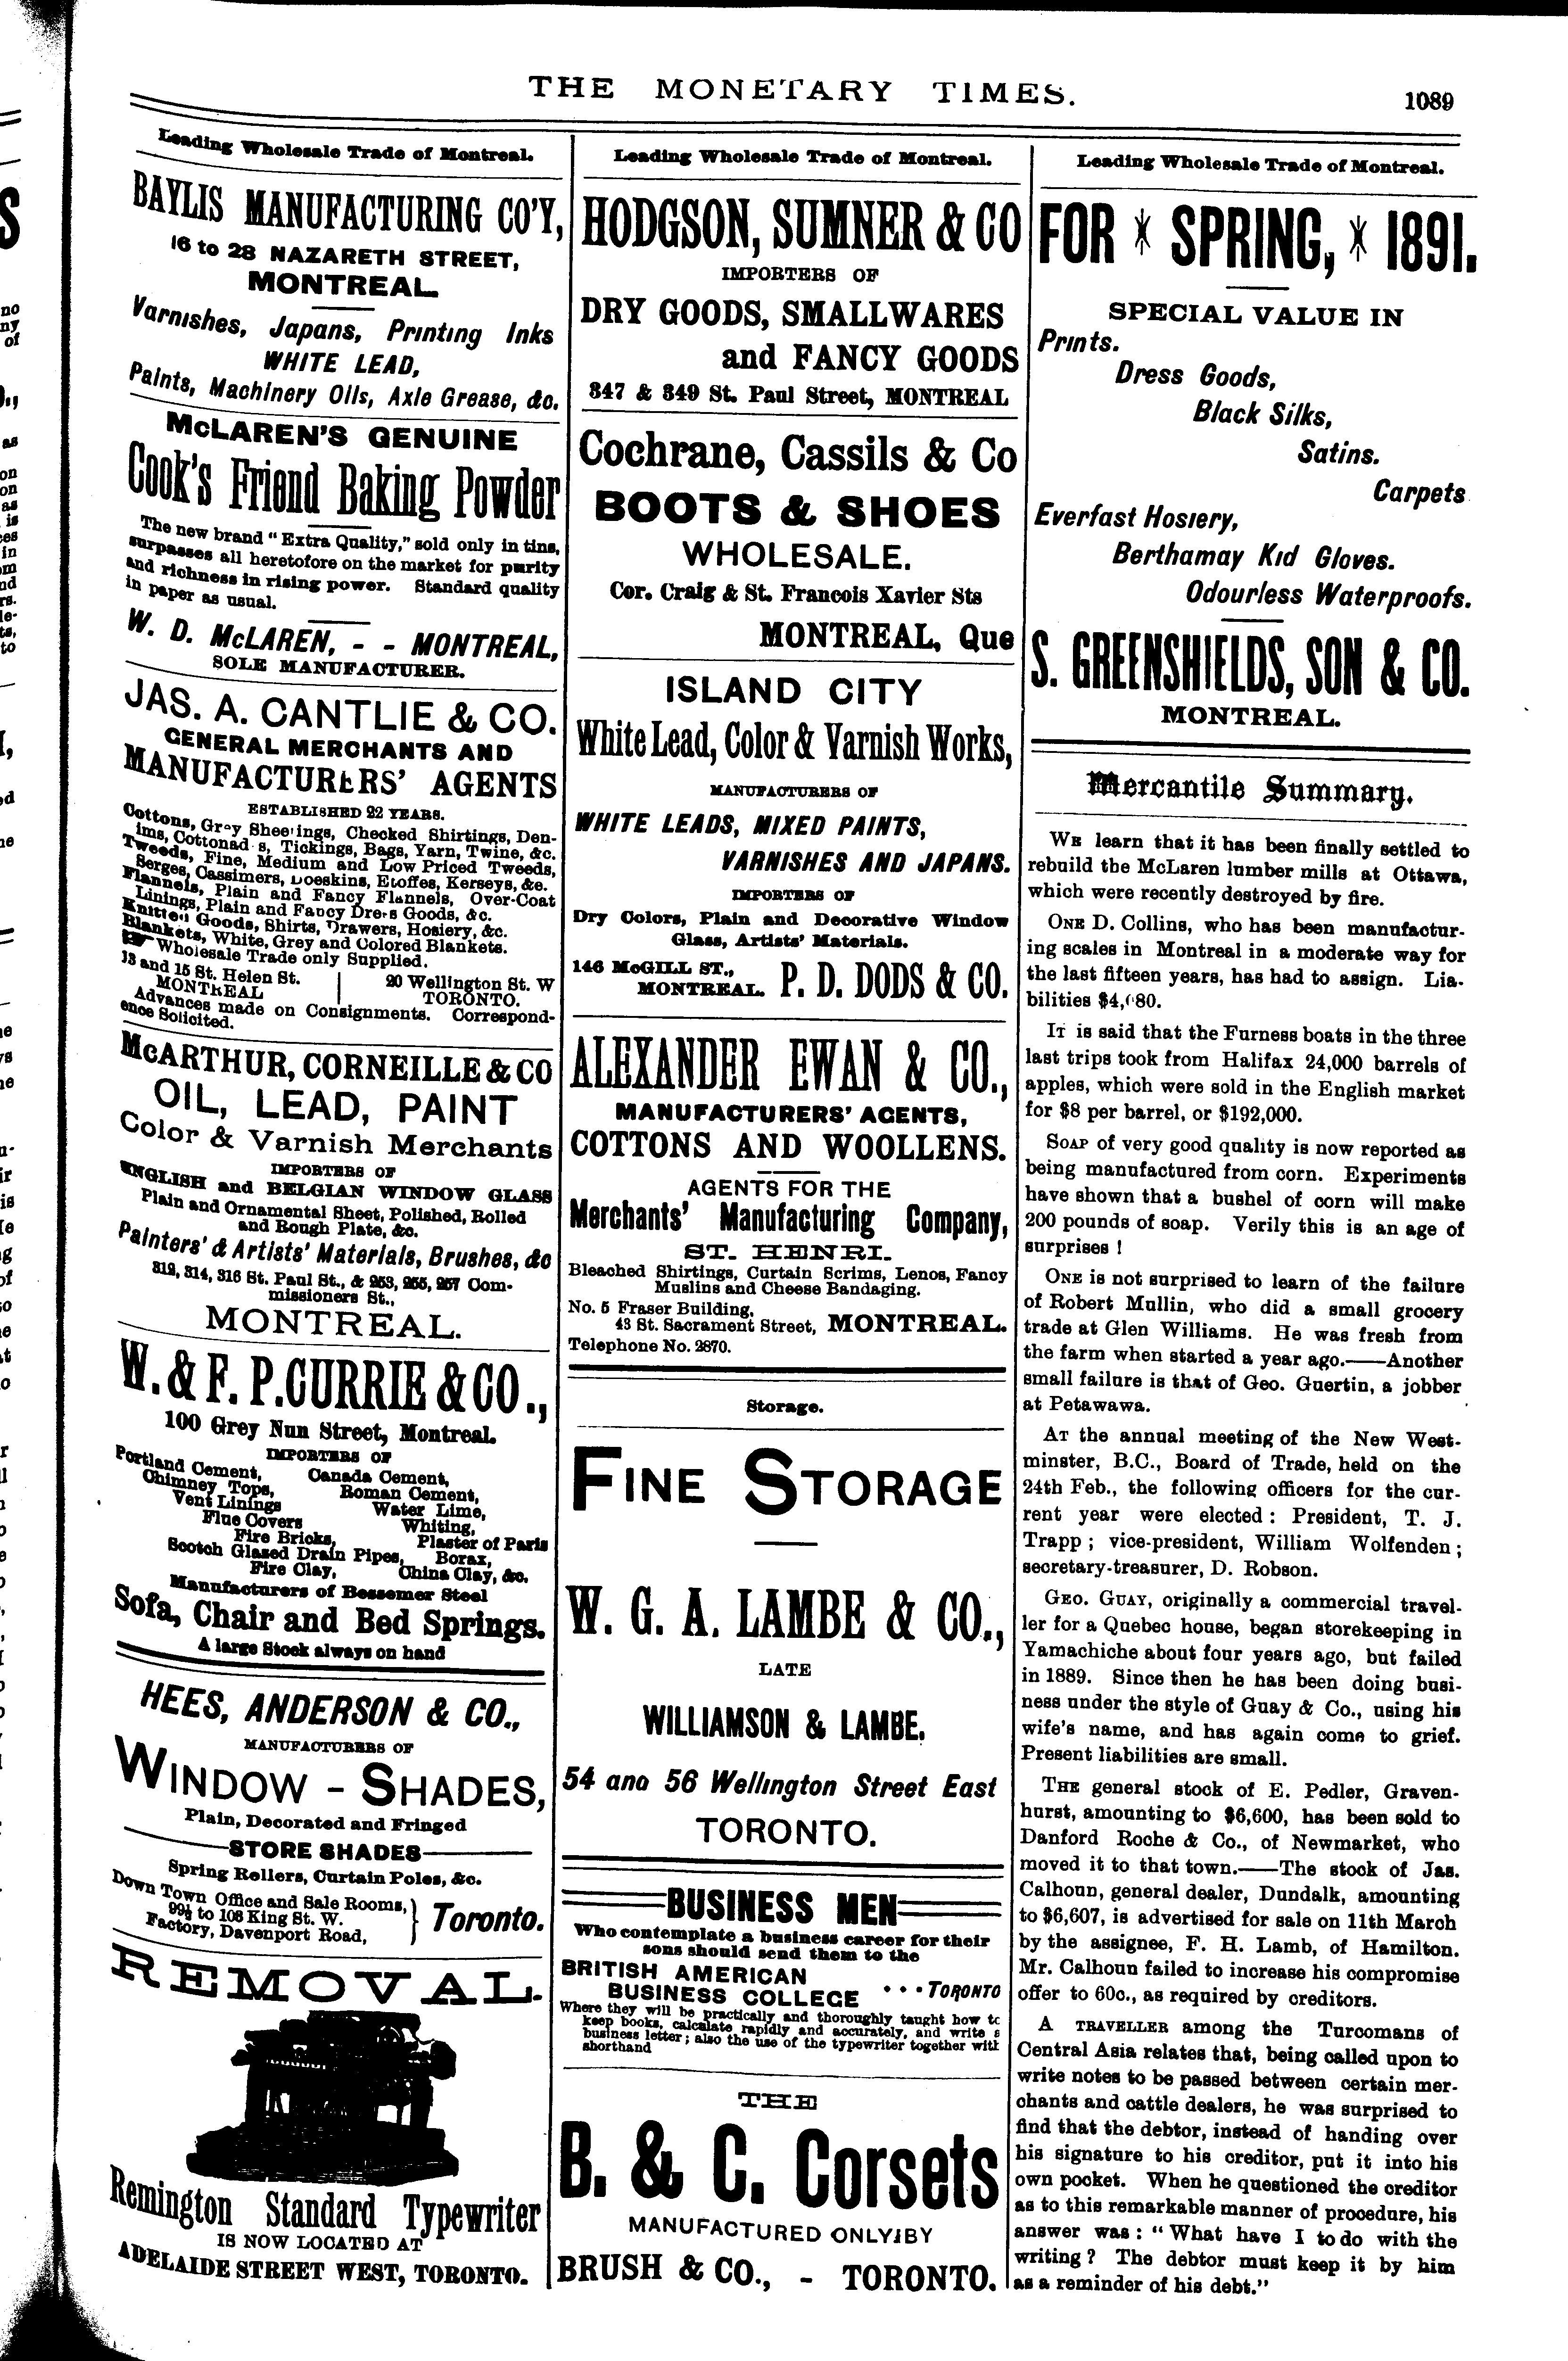 THE MONETARY TIMES.
1089
Leading Wholesale Trade of Montreal.
BAYLIS MANUFACTURING CO'Y,
16 to 28 NAZARETH STREET,
MONTREAL.
Varnishes, Japans, Printing Inks
WHITE LEAD,
Paints, Machinery Oils, Axle Grease, &c.
McLAREN'S GENUINE
Cook's Friend Baking Powder
The new brand "Extra Quality," sold only in tins,
surpasses all heretofore on the market for purity
and richness in rising power. Standard quality
in paper as usual.
W. D. McLAREN, - - MONTREAL,
SOLE MANUFACTURER.
JAS. A. CANTLIE & CO.
GENERAL MERCHANTS AND
MANUFACTURERS' AGENTS
ESTABLISHED 22 YEARS.
Cottons, Grey Sheetings, Checked Shirtings, Den-
ims, Cottonades, Tickings, Bags, Yarn, Twine, &c.
Tweeds, Fine, Medium and Low Priced Tweeds,
Serges, Cassimers, Doeskins, Etoffes, Kerseys, &e.
Flannels, Plain and Fancy Flannels, Over-Coat
Linings, Plain and Fancy Dress Goods, &c.
Knitted Goods, Shirts, Drawers, Hosiery, &c.
Blankets, White, Grey and Colored Blankets.
Wholesale Trade only Supplied.
13 and 15 St. Helen St. | 20 Wellington St. W
MONTREAL | TORONTO.
Advances made on Consignments. Correspond-
ence Solicited.
McARTHUR, CORNEILLE & CO
OIL, LEAD, PAINT
Color & Varnish Merchants
IMPORTERS OF
ENGLISH and BELGIAN WINDOW GLASS
Plain and Ornamental Sheet, Polished, Rolled
and Rough Plate, &c.
Painters' & Artists' Materials, Brushes, &c
312, 314, 316 St. Paul St., & 253, 255, 257 Com-
missioners St.,
MONTREAL.
W. & F. P. CURRIE & CO.,
100 Grey Nun Street, Montreal.
IMPORTERS OF
Portland Cement, Canada Cement,
Chimney Tops, Roman Cement,
Vent Linings Water Lime,
Flue Covers Whiting,
Fire Bricks, Plaster of Paris
Scotch Glazed Drain Pipes, Borax,
Fire Clay, China Clay, &c.
Manufacturers of Bessemer Steel
Sofa, Chair and Bed Springs.
A large Stock always on hand
HEES, ANDERSON & CO.,
MANUFACTURERS OF
WINDOW - SHADES,
Plain, Decorated and Fringed
STORE SHADES
Spring Rollers, Curtain Poles, &c.
Down Town Office and Sale Rooms,
99½ to 103 King St. W.
Factory, Davenport Road,
Toronto.
REMOVAL.
Remington Standard Typewriter
IS NOW LOCATED AT
ADELAIDE STREET WEST, TORONTO.
Leading Wholesale Trade of Montreal.
HODGSON, SUMNER & CO
IMPORTERS OF
DRY GOODS, SMALLWARES
and FANCY GOODS
347 & 349 St. Paul Street, MONTREAL
Cochrane, Cassils & Co
BOOTS & SHOES
WHOLESALE.
Cor. Craig & St. Francois Xavier Sts
MONTREAL, Que
ISLAND CITY
White Lead, Color & Varnish Works,
MANUFACTURERS OF
WHITE LEADS, MIXED PAINTS,
VARNISHES AND JAPANS.
IMPORTERS OF
Dry Colors, Plain and Decorative Window
Glass, Artists' Materials.
146 McGILL ST.,
MONTREAL. P. D. DODS & CO.
ALEXANDER EWAN & CO.,
MANUFACTURERS' AGENTS,
COTTONS AND WOOLLENS.
AGENTS FOR THE
Merchants' Manufacturing Company,
ST. HENRI.
Bleached Shirtings, Curtain Scrims, Lenos, Fancy
Muslins and Cheese Bandaging.
No. 5 Fraser Building,
43 St. Sacrament Street, MONTREAL.
Telephone No. 2870.
Storage.
FINE STORAGE
W. G. A. LAMBE & CO.,
LATE
WILLIAMSON & LAMBE.
54 and 56 Wellington Street East
TORONTO.
BUSINESS MEN
Who contemplate a business career for their
sons should send them to the
BRITISH AMERICAN
BUSINESS COLLEGE • • • TORONTO
Where they will be practically and thoroughly taught how to
keep books, calculate rapidly and accurately, and write a
business letter; also the use of the typewriter together with
shorthand
THE
B. & C. Corsets
MANUFACTURED ONLY BY
BRUSH & CO., - TORONTO.
Leading Wholesale Trade of Montreal.
FOR * SPRING, * 1891.
SPECIAL VALUE IN
Prints.
Dress Goods,
Black Silks,
Satins.
Carpets
Everfast Hosiery,
Berthamay Kid Gloves.
Odourless Waterproofs.
S. GREENSHIELDS, SON & CO.
MONTREAL.
Mercantile Summary.
WE learn that it has been finally settled to
rebuild the McLaren lumber mills at Ottawa,
which were recently destroyed by fire.
ONE D. Collins, who has been manufactur-
ing scales in Montreal in a moderate way for
the last fifteen years, has had to assign. Lia-
bilities $4,080.
IT is said that the Furness boats in the three
last trips took from Halifax 24,000 barrels of
apples, which were sold in the English market
for $8 per barrel, or $192,000.
SOAP of very good quality is now reported as
being manufactured from corn. Experiments
have shown that a bushel of corn will make
200 pounds of soap. Verily this is an age of
surprises !
ONE is not surprised to learn of the failure
of Robert Mullin, who did a small grocery
trade at Glen Williams. He was fresh from
the farm when started a year ago.——Another
small failure is that of Geo. Guertin, a jobber
at Petawawa.
AT the annual meeting of the New West-
minster, B.C., Board of Trade, held on the
24th Feb., the following officers for the cur-
rent year were elected : President, T. J.
Trapp ; vice-president, William Wolfenden ;
secretary-treasurer, D. Robson.
GEO. GUAY, originally a commercial travel-
ler for a Quebec house, began storekeeping in
Yamachiche about four years ago, but failed
in 1889. Since then he has been doing busi-
ness under the style of Guay & Co., using his
wife's name, and has again come to grief.
Present liabilities are small.
THE general stock of E. Pedler, Graven-
hurst, amounting to $6,600, has been sold to
Danford Roche & Co., of Newmarket, who
moved it to that town.——The stock of Jas.
Calhoun, general dealer, Dundalk, amounting
to $6,607, is advertised for sale on 11th March
by the assignee, F. H. Lamb, of Hamilton.
Mr. Calhoun failed to increase his compromise
offer to 60c., as required by creditors.
A TRAVELLER among the Turcomans of
Central Asia relates that, being called upon to
write notes to be passed between certain mer-
chants and cattle dealers, he was surprised to
find that the debtor, instead of handing over
his signature to his creditor, put it into his
own pocket. When he questioned the creditor
as to this remarkable manner of procedure, his
answer was : "What have I to do with the
writing ? The debtor must keep it by him
as a reminder of his debt."